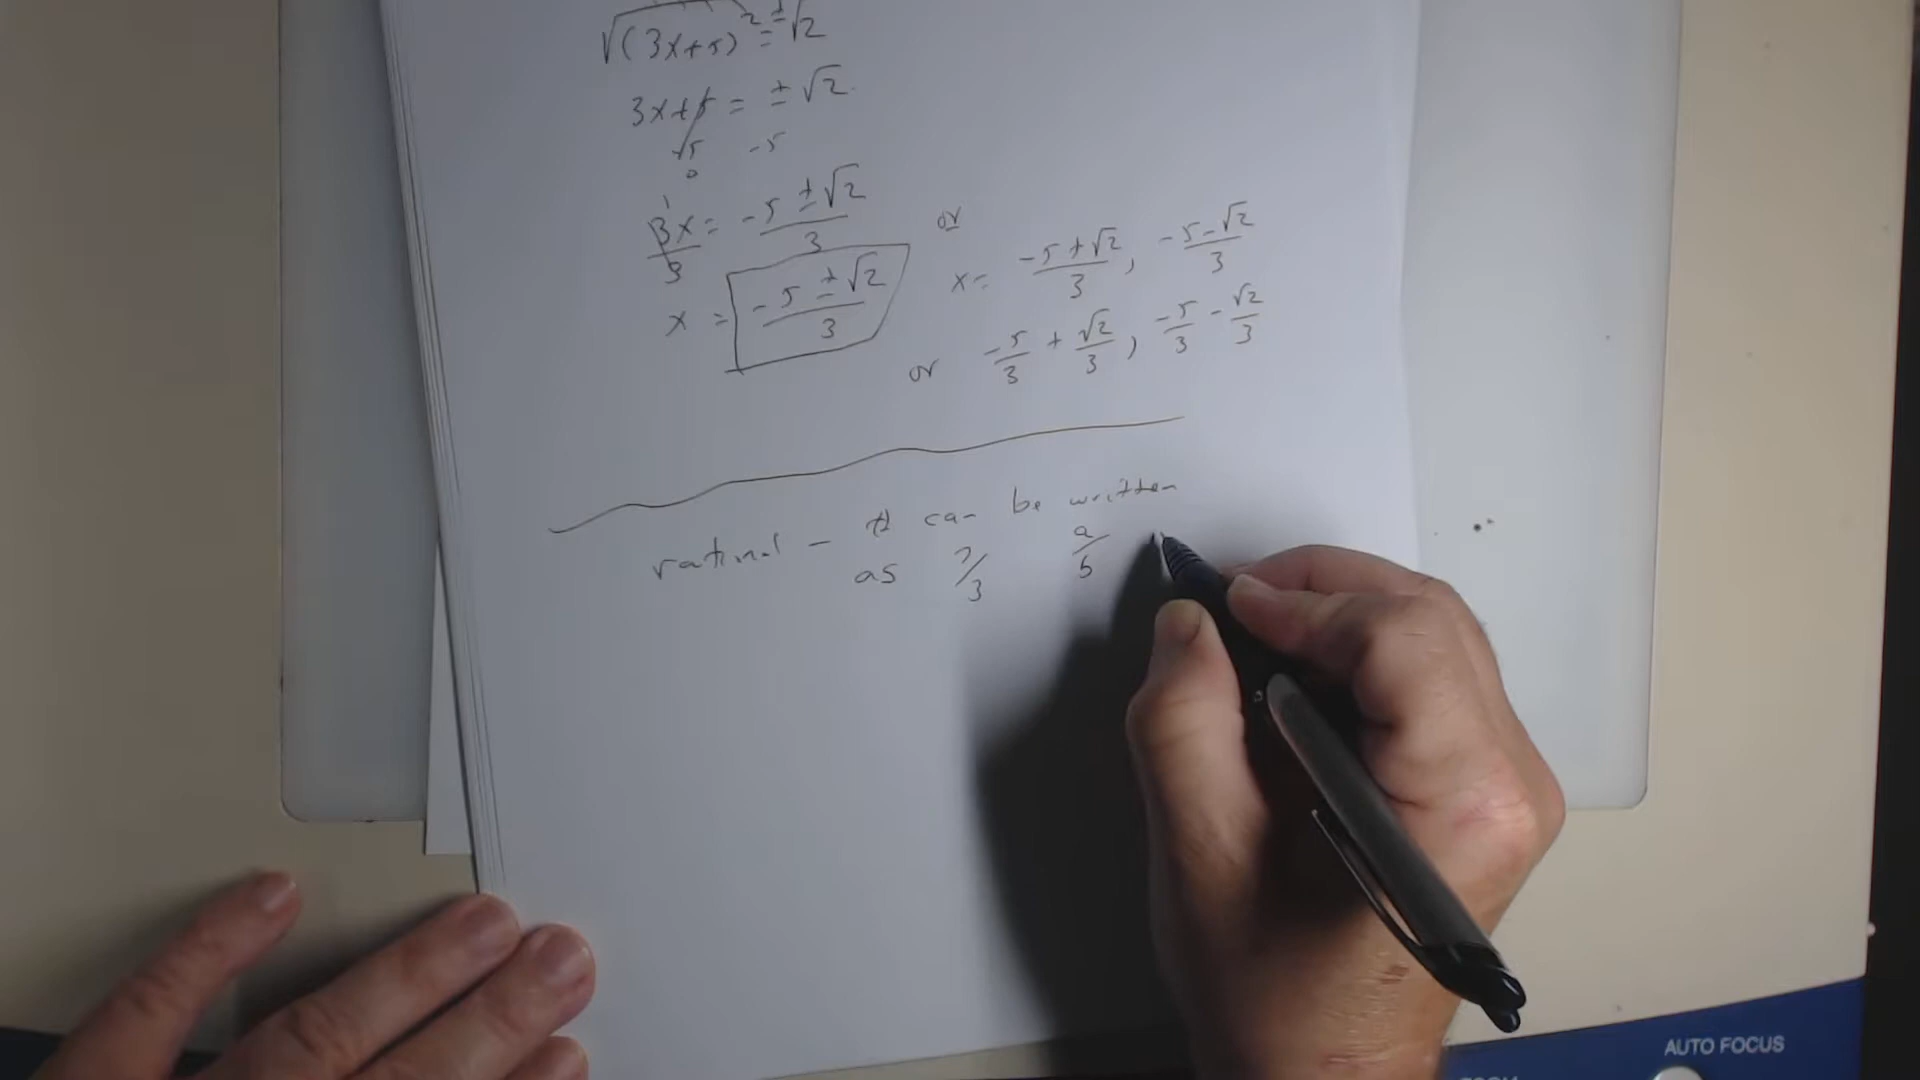 √(3x+5)² = ±√2
3x+5 = ±√2
-5 -5
0
1
3x = -5 ±√2
3 3
or
x = -5+√2/3, -5-√2/3
x = -5 ±√2/3
or -5/3 + √2/3, -5/3 - √2/3
rational – it can be written
as ?/3 a/b
AUTO FOCUS